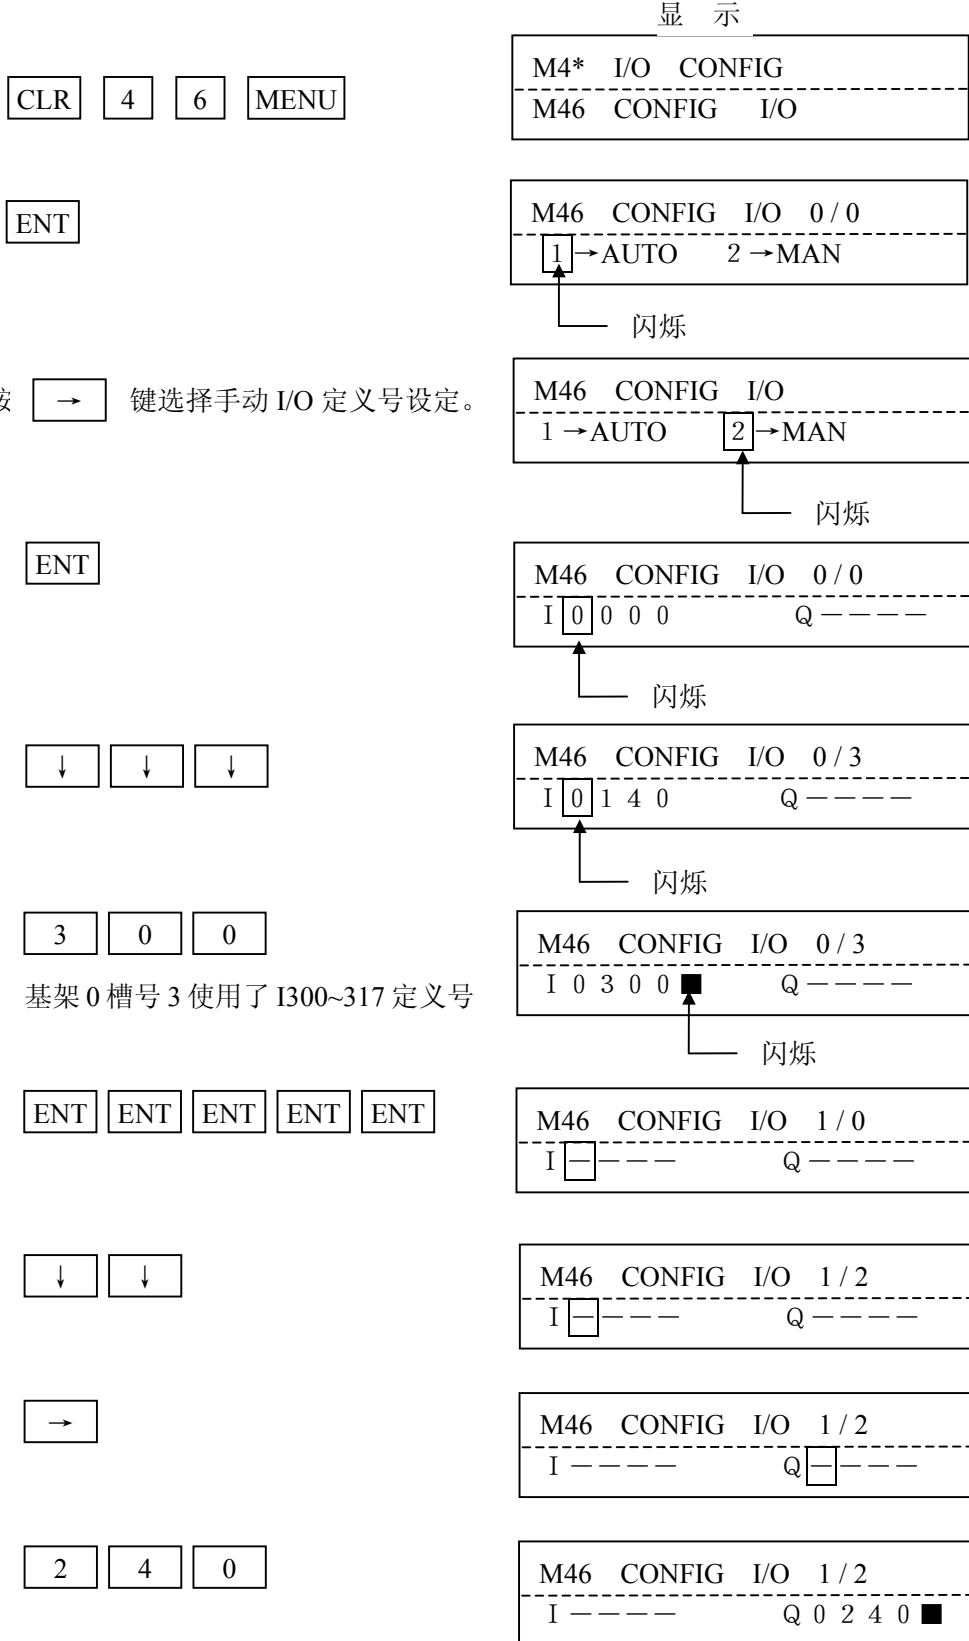 显 示
CLR 4 6 MENU
M4* I/O CONFIG
M46 CONFIG I/O
ENT
M46 CONFIG I/O 0/0
1→AUTO 2→MAN
闪烁
按 → 键选择手动 I/O 定义号设定。
M46 CONFIG I/O
1→AUTO 2→MAN
闪烁
ENT
M46 CONFIG I/O 0/0
I 0 0 0 0 Q－－－－
闪烁
↓ ↓ ↓
M46 CONFIG I/O 0/3
I 0 1 4 0 Q－－－－
闪烁
3 0 0
M46 CONFIG I/O 0/3
I 0 3 0 0■ Q－－－－
基架 0 槽号 3 使用了 I300~317 定义号
闪烁
ENT ENT ENT ENT ENT
M46 CONFIG I/O 1/0
I－－－－ Q－－－－
↓ ↓
M46 CONFIG I/O 1/2
I－－－－ Q－－－－
→
M46 CONFIG I/O 1/2
I－－－－ Q－－－－
2 4 0
M46 CONFIG I/O 1/2
I－－－－ Q 0 2 4 0■